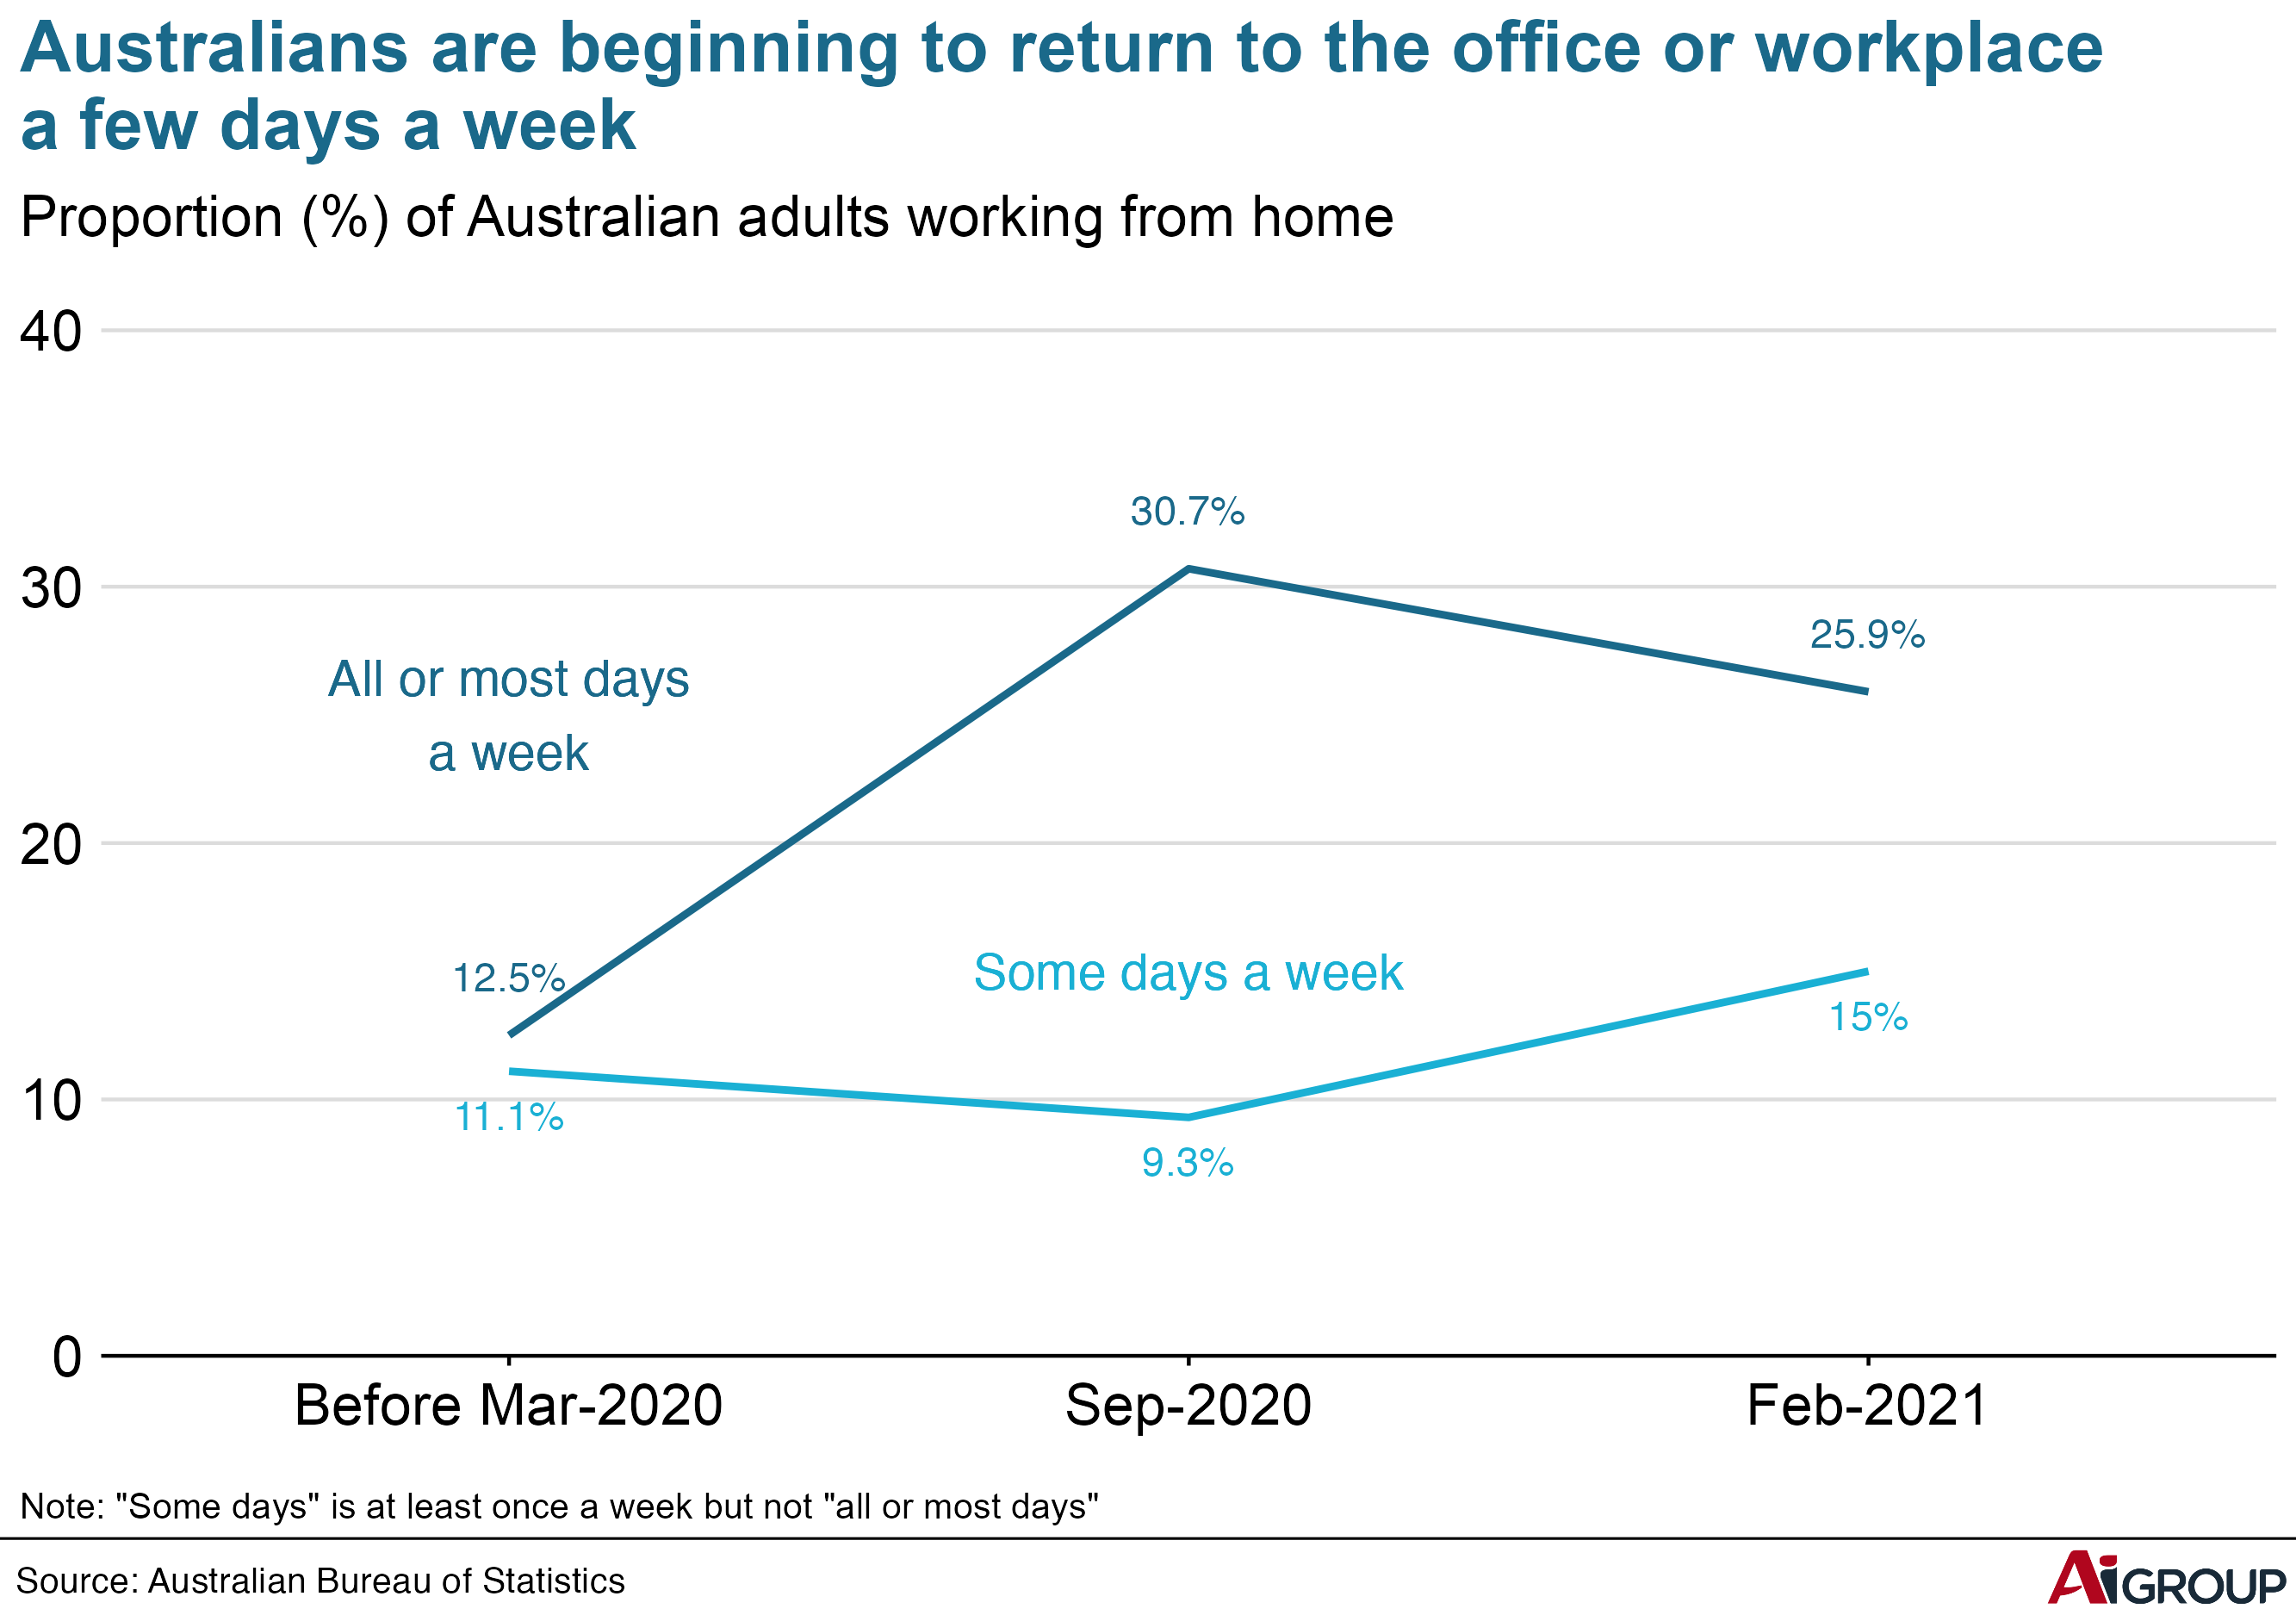 Australians are beginning to return to the office or workplace
a few days a week
Proportion (%) of Australian adults working from home
40
30
20
10
0
30.7%
25.9%
All or most days
a week
12.5%
Some days a week
15%
11.1%
9.3%
Before Mar-2020
Sep-2020
Feb-2021
Note: "Some days" is at least once a week but not "all or most days"
Source: Australian Bureau of Statistics
Ai GROUP